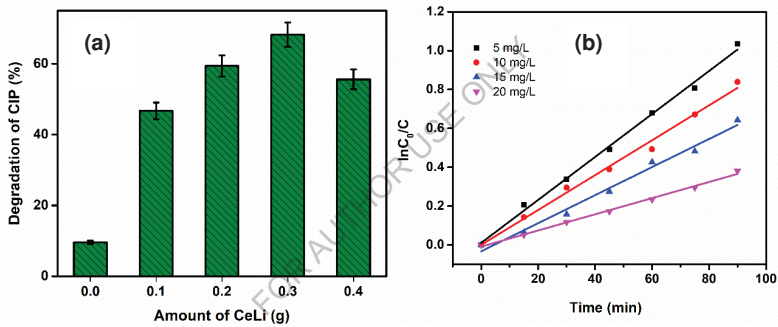 (a)
Degradation of CIP (%)
60
40
20
0
0.0 0.1 0.2 0.3 0.4
Amount of CeLi (g)
(b)
5 mg/L
10 mg/L
15 mg/L
20 mg/L
lnC₀/C
1.2
1.0
0.8
0.6
0.4
0.2
0.0
0 20 40 60 80 100
Time (min)
FOR AUTHOR USE ONLY